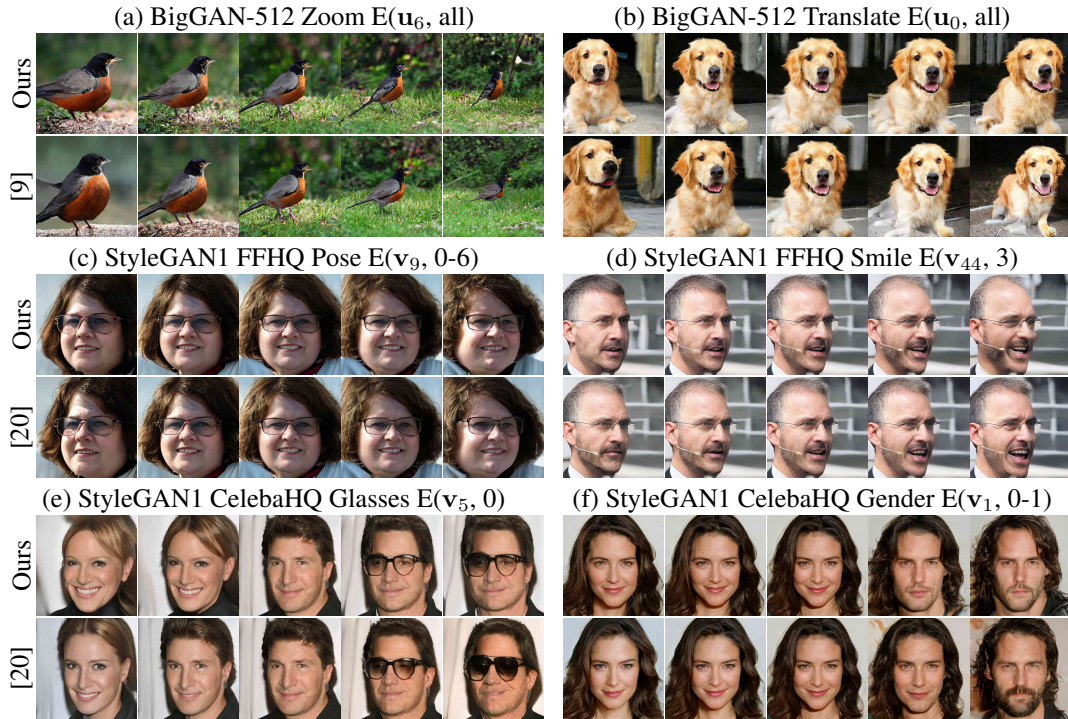 (a) BigGAN-512 Zoom E(u₆, all)
Ours
[9]
(b) BigGAN-512 Translate E(u₀, all)
(c) StyleGAN1 FFHQ Pose E(v₉, 0-6)
Ours
[20]
(d) StyleGAN1 FFHQ Smile E(v₄₄, 3)
(e) StyleGAN1 CelebaHQ Glasses E(v₅, 0)
Ours
[20]
(f) StyleGAN1 CelebaHQ Gender E(v₁, 0-1)